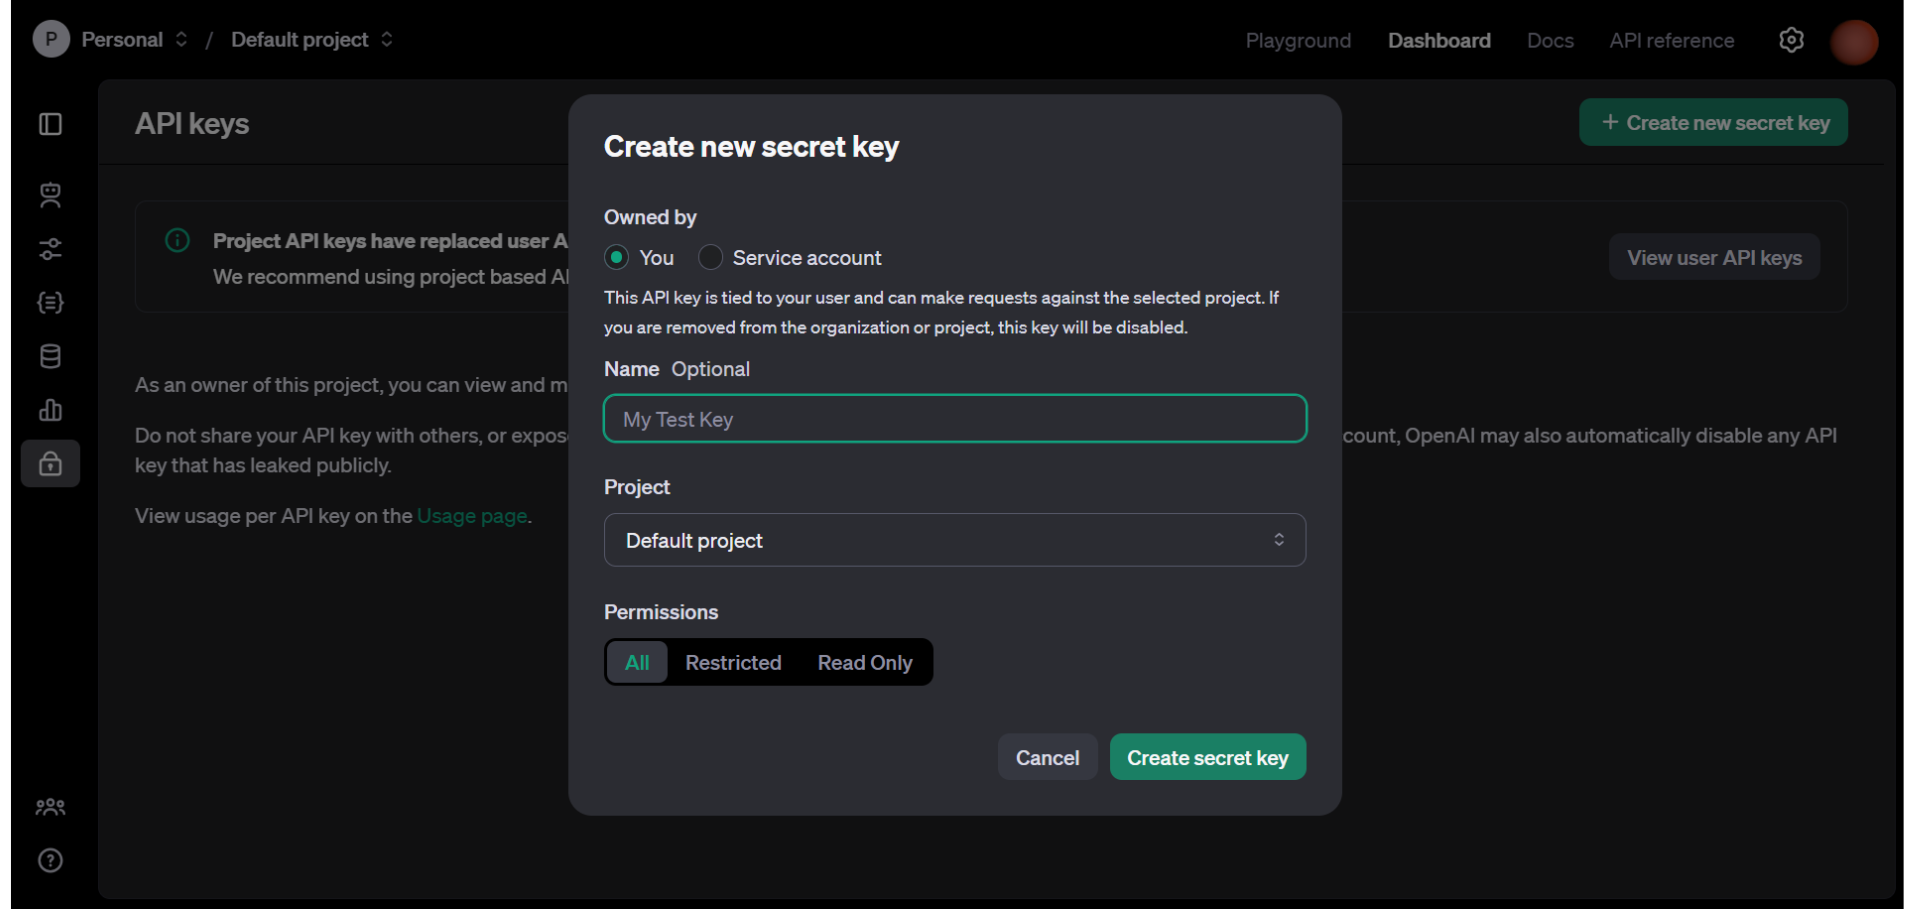 P Personal / Default project
Playground Dashboard Docs API reference
API keys
+ Create new secret key
Project API keys have replaced user A
We recommend using project based AI
View user API keys
As an owner of this project, you can view and m
Do not share your API key with others, or expos
count, OpenAI may also automatically disable any API
key that has leaked publicly.
View usage per API key on the Usage page.
Create new secret key
Owned by
You Service account
This API key is tied to your user and can make requests against the selected project. If
you are removed from the organization or project, this key will be disabled.
Name Optional
My Test Key
Project
Default project
Permissions
All Restricted Read Only
Cancel Create secret key